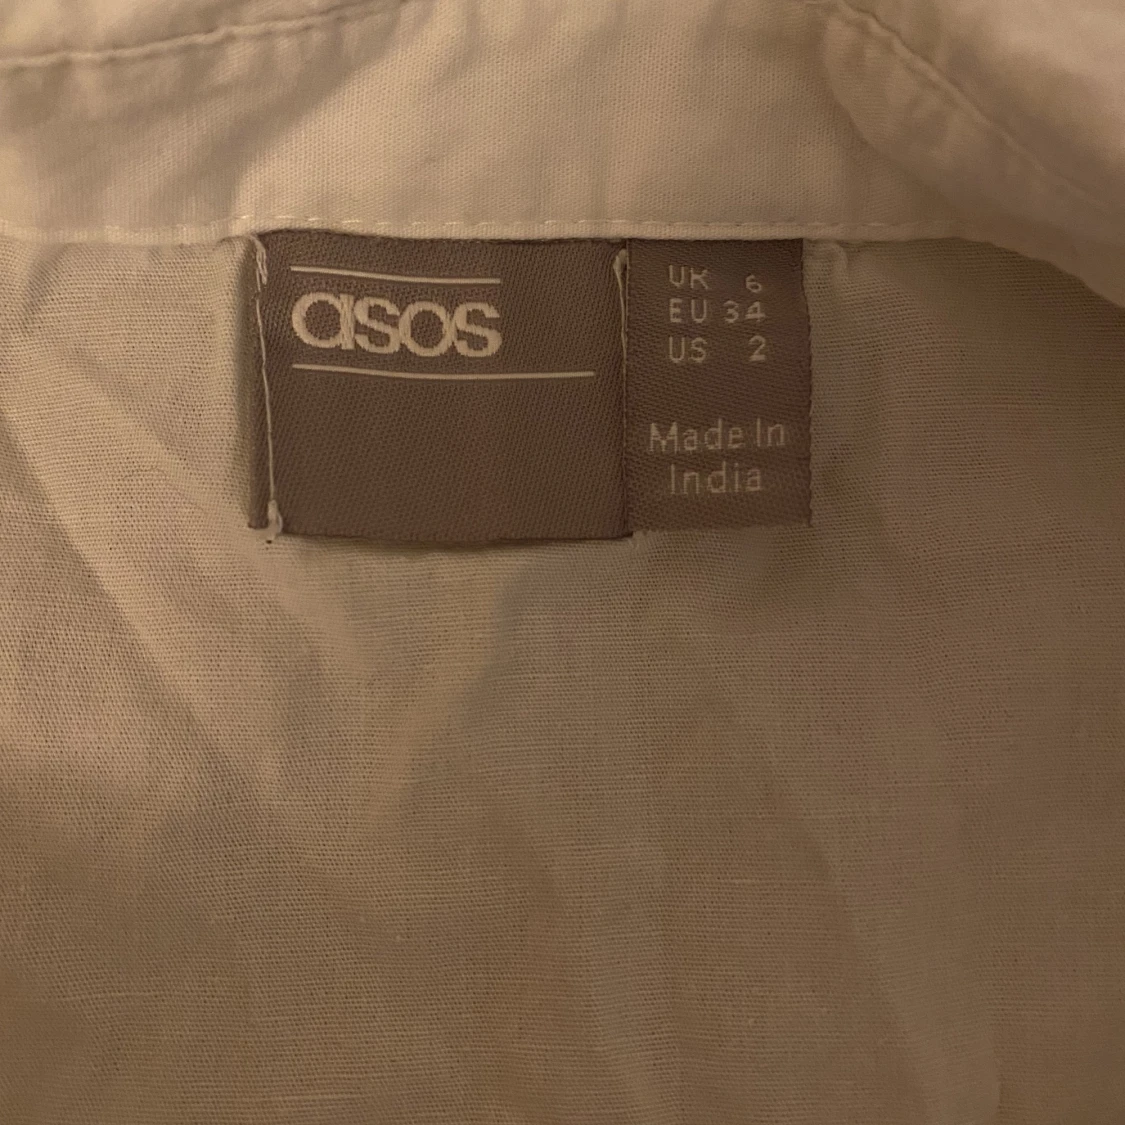 asos
UK 6
EU 34
US 2
Made In
India